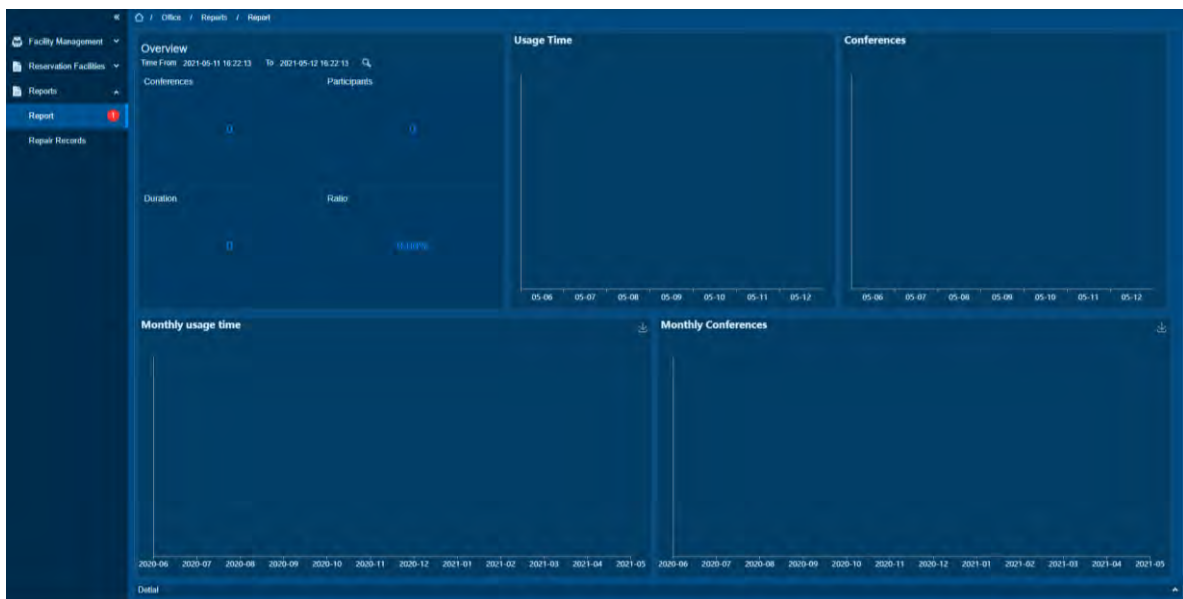 Office / Reports / Report
Facility Management
Reservation Facilities
Reports
Report
1
Repair Records
Overview
Time From 2021-05-11 16:22:13 To 2021-05-12 16:22:13
Conferences
Participants
0
0
Duration
Ratio
0
Usage Time
05-06 05-07 05-08 05-09 05-10 05-11 05-12
Conferences
05-06 05-07 05-08 05-09 05-10 05-11 05-12
Monthly usage time
2020-06 2020-07 2020-08 2020-09 2020-10 2020-11 2020-12 2021-01 2021-02 2021-03 2021-04 2021-05
Monthly Conferences
2020-06 2020-07 2020-08 2020-09 2020-10 2020-11 2020-12 2021-01 2021-02 2021-03 2021-04 2021-05
Detial